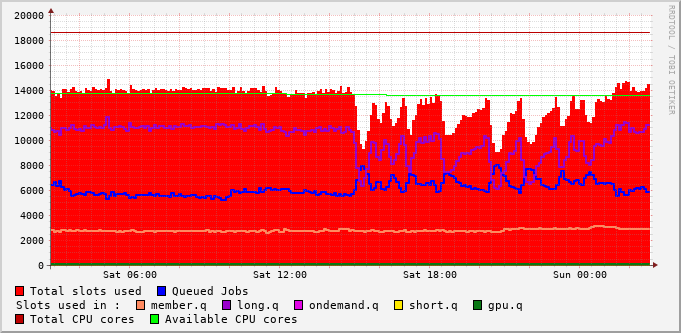 20000
18000
16000
14000
12000
10000
8000
6000
4000
2000
0
Sat 06:00 Sat 12:00 Sat 18:00 Sun 00:00
RRDTOOL / TOBI OETIKER
Total slots used Queued Jobs
Slots used in : member.q long.q ondemand.q short.q gpu.q
Total CPU cores Available CPU cores